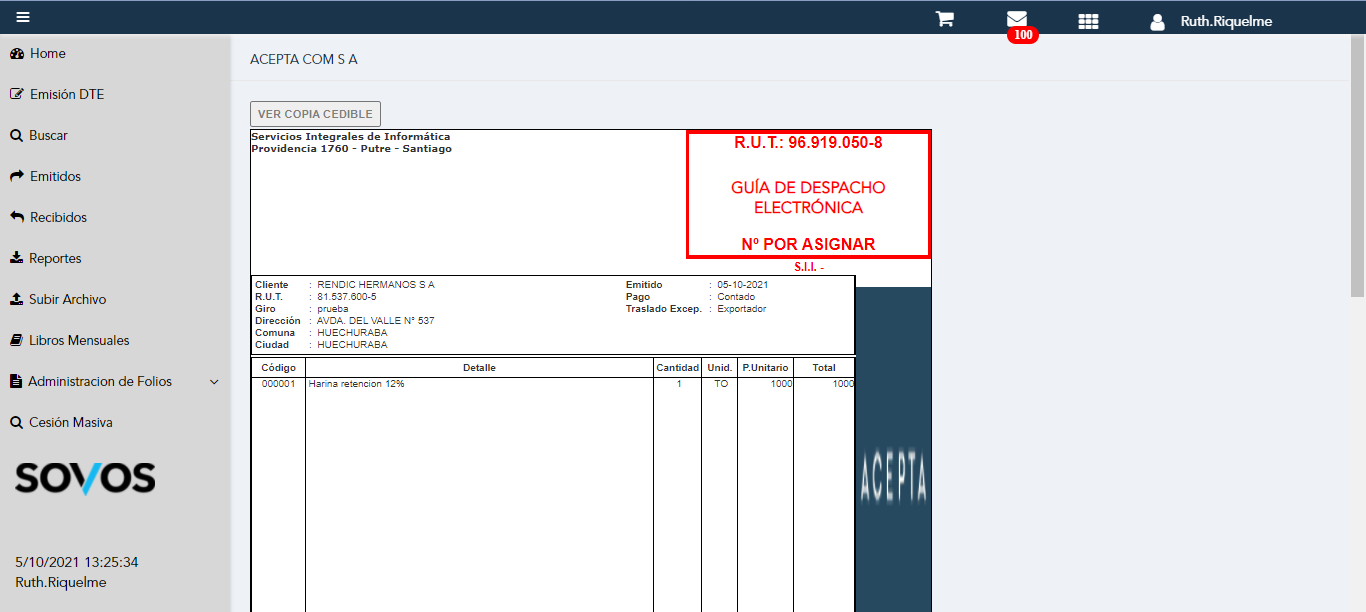 Ruth.Riquelme
100
Home
Emisión DTE
Buscar
Emitidos
Recibidos
Reportes
Subir Archivo
Libros Mensuales
Administracion de Folios
Cesión Masiva
SOVOS
5/10/2021 13:25:34
Ruth.Riquelme
ACEPTA COM S A
VER COPIA CEDIBLE
Servicios Integrales de Informática
Providencia 1760 - Putre - Santiago
R.U.T.: 96.919.050-8
GUÍA DE DESPACHO
ELECTRÓNICA
Nº POR ASIGNAR
S.I.I. -
Cliente : RENDIC HERMANOS S A Emitido : 05-10-2021
R.U.T. : 81.537.600-5 Pago : Contado
Giro : prueba Traslado Excep. : Exportador
Dirección : AVDA. DEL VALLE N° 537
Comuna : HUECHURABA
Ciudad : HUECHURABA
Código Detalle Cantidad Unid. P.Unitario Total
000001 Harina retencion 12% 1 TO 1000 1000
ACEPTA